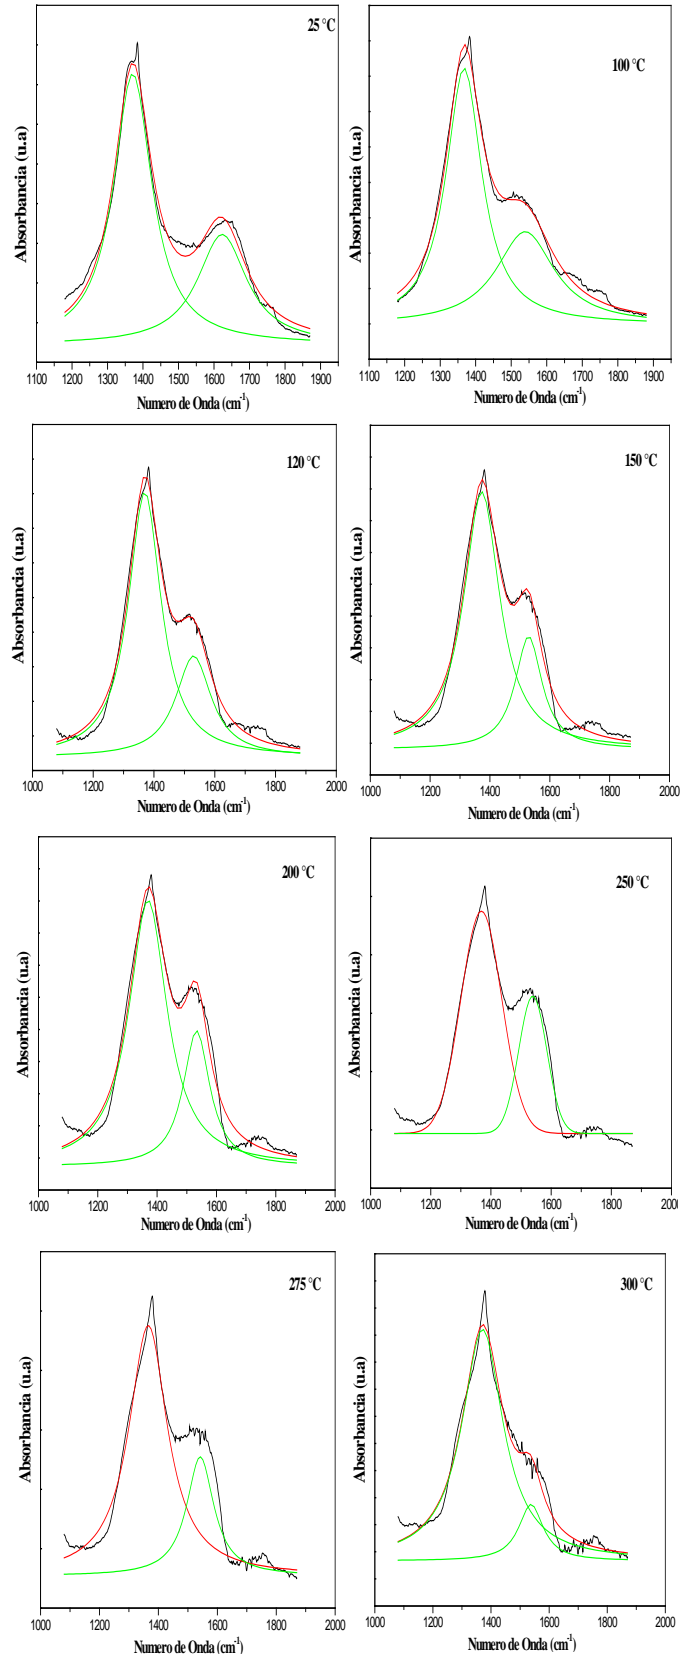 25 °C
Absorbancia (u.a)
1100 1200 1300 1400 1500 1600 1700 1800 1900
Numero de Onda (cm-1)
100 °C
Absorbancia (u.a)
1100 1200 1300 1400 1500 1600 1700 1800 1900
Numero de Onda (cm-1)
120 °C
Absorbancia (u.a)
1000 1200 1400 1600 1800 2000
Numero de Onda (cm-1)
150 °C
Absorbancia (u.a)
1000 1200 1400 1600 1800 2000
Numero de Onda (cm-1)
200 °C
Absorbancia (u.a)
1000 1200 1400 1600 1800 2000
Numero de Onda (cm-1)
250 °C
Absorbancia (u.a)
1000 1200 1400 1600 1800 2000
Numero de Onda (cm-1)
275 °C
Absorbancia (u.a)
1000 1200 1400 1600 1800 2000
Numero de Onda (cm-1)
300 °C
Absorbancia (u.a)
1000 1200 1400 1600 1800 2000
Numero de Onda (cm-1)